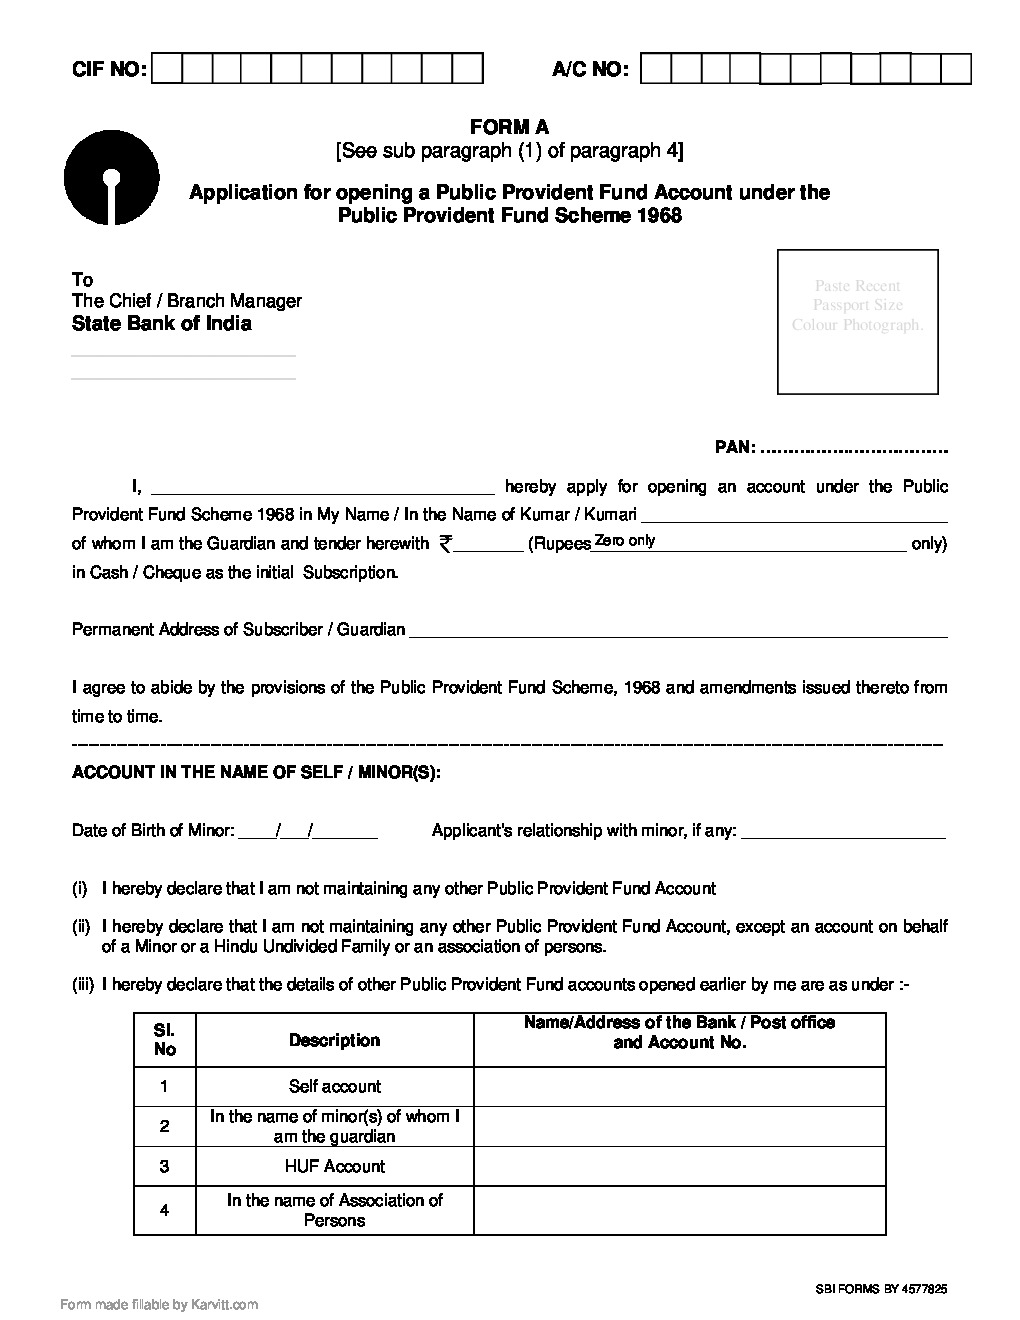 CIF NO: A/C NO:
FORM A
[See sub paragraph (1) of paragraph 4]
Application for opening a Public Provident Fund Account under the
Public Provident Fund Scheme 1968
To
The Chief / Branch Manager
State Bank of India
Paste Recent
Passport Size
Colour Photograph.
PAN: ..................................
I, ____________________ hereby apply for opening an account under the Public
Provident Fund Scheme 1968 in My Name / In the Name of Kumar / Kumari ____________________
of whom I am the Guardian and tender herewith ₹_______ (Rupees Zero only ____________________ only)
in Cash / Cheque as the initial Subscription.
Permanent Address of Subscriber / Guardian ____________________
I agree to abide by the provisions of the Public Provident Fund Scheme, 1968 and amendments issued thereto from
time to time.
ACCOUNT IN THE NAME OF SELF / MINOR(S):
Date of Birth of Minor: ____/___/_______ Applicant's relationship with minor, if any: ____________________
(i) I hereby declare that I am not maintaining any other Public Provident Fund Account
(ii) I hereby declare that I am not maintaining any other Public Provident Fund Account, except an account on behalf
of a Minor or a Hindu Undivided Family or an association of persons.
(iii) I hereby declare that the details of other Public Provident Fund accounts opened earlier by me are as under :-
Sl. No Description Name/Address of the Bank / Post office and Account No.
1 Self account
2 In the name of minor(s) of whom I am the guardian
3 HUF Account
4 In the name of Association of Persons
SBI FORMS BY 4577825
Form made fillable by Karvitt.com